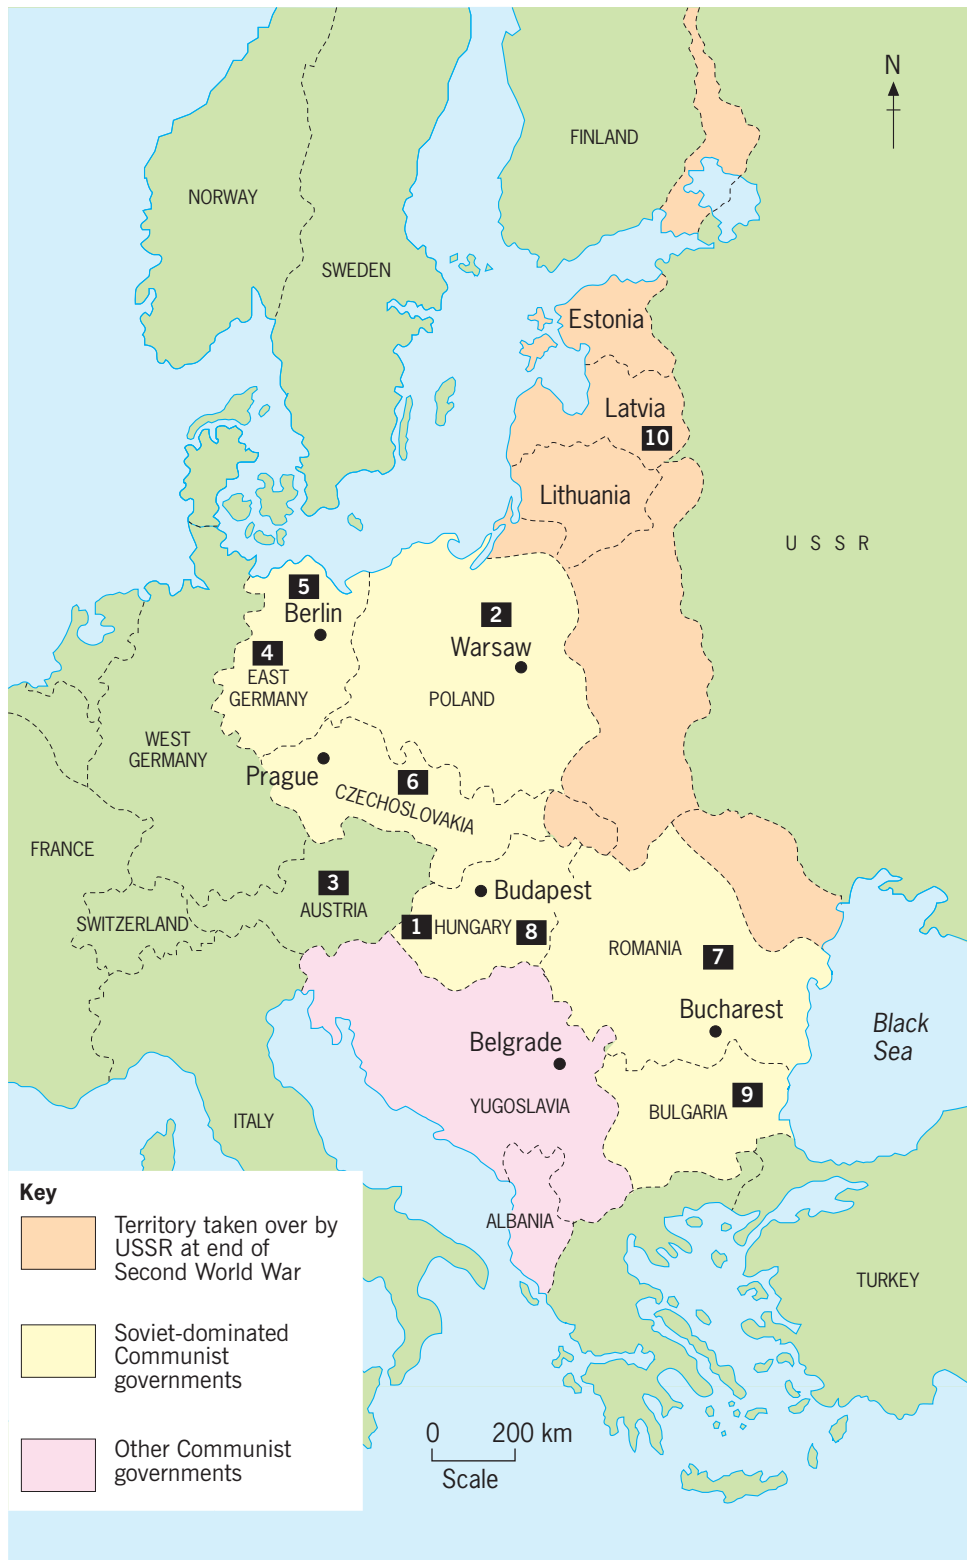 N
FINLAND
NORWAY
SWEDEN
Estonia
Latvia
10
Lithuania
U S S R
5
Berlin
2
Warsaw
4
EAST
GERMANY
POLAND
WEST
GERMANY
Prague
6
CZECHOSLOVAKIA
FRANCE
3
AUSTRIA
Budapest
SWITZERLAND
1
HUNGARY
8
ROMANIA
7
Bucharest
Black
Sea
Belgrade
YUGOSLAVIA
BULGARIA
9
ITALY
ALBANIA
TURKEY
Key
Territory taken over by
USSR at end of
Second World War
Soviet-dominated
Communist
governments
Other Communist
governments
0 200 km
Scale